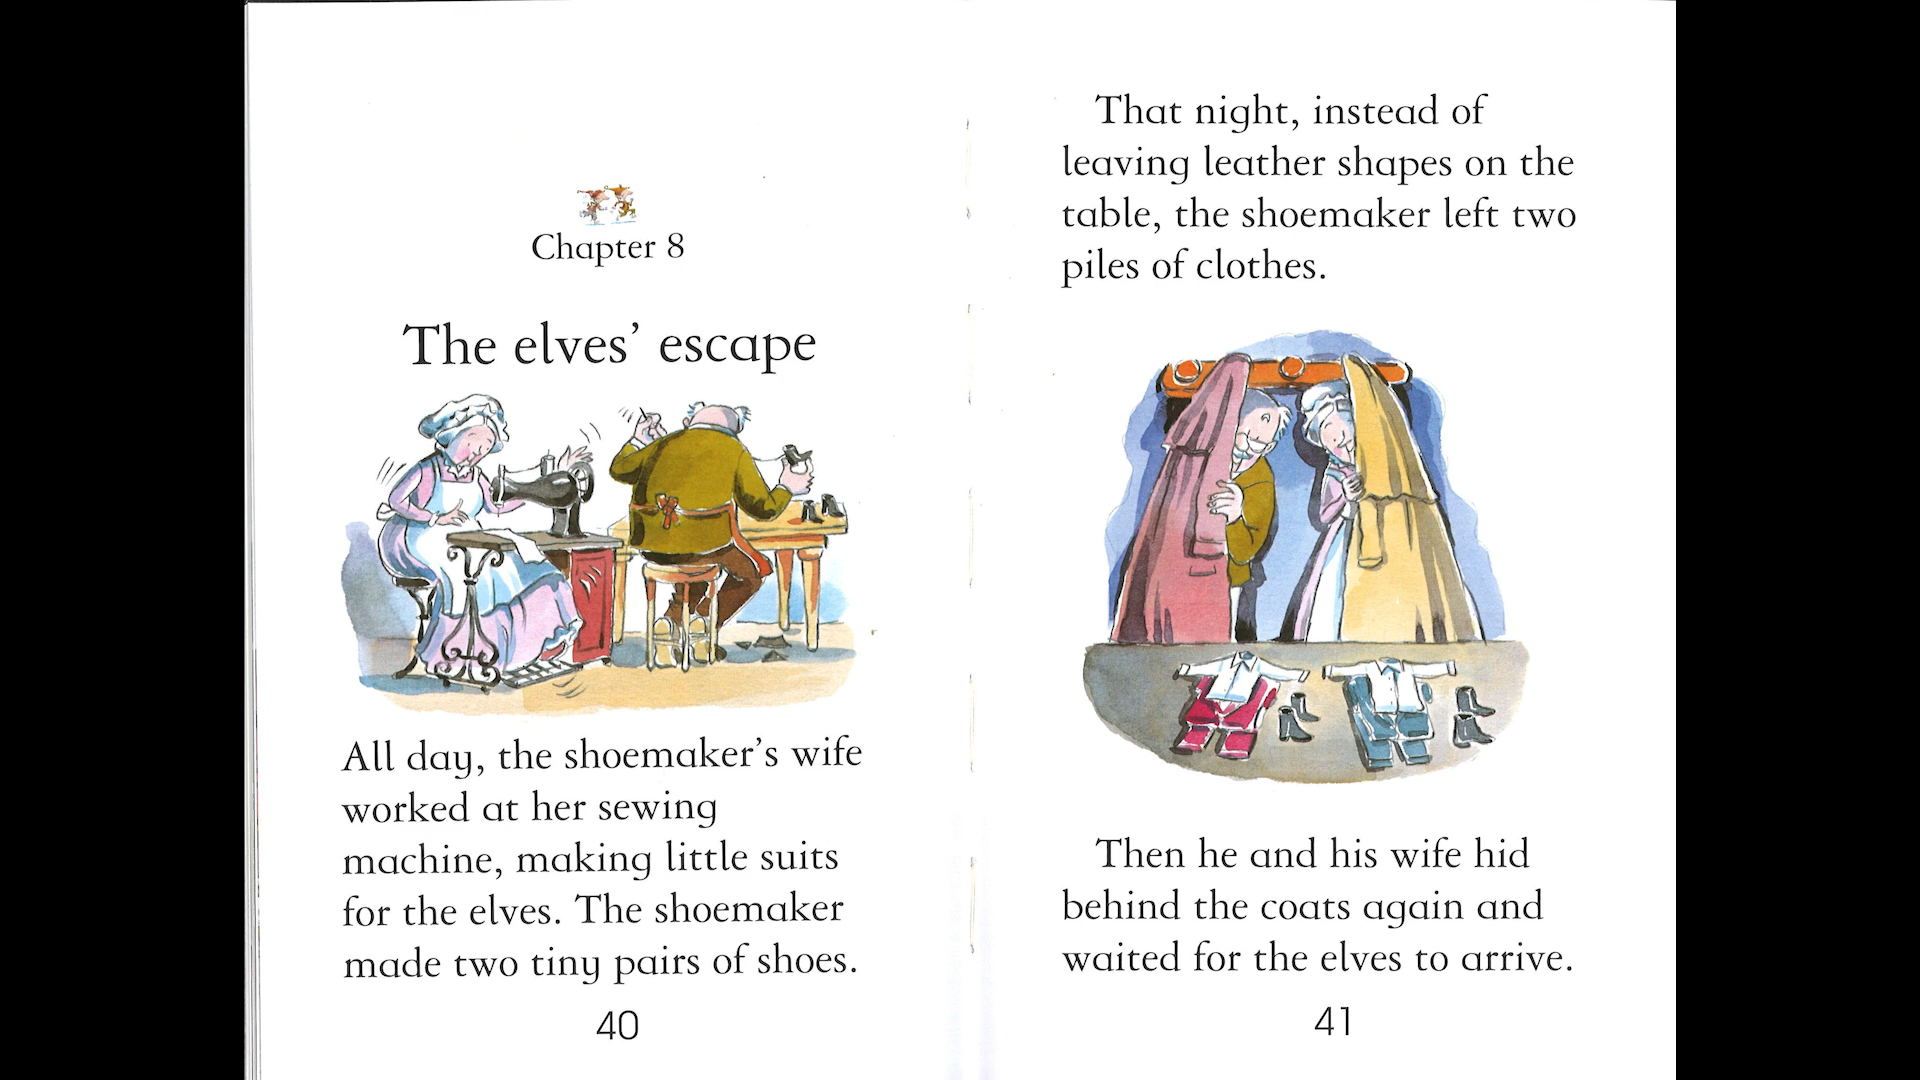 Chapter 8
The elves’ escape
All day, the shoemaker’s wife
worked at her sewing
machine, making little suits
for the elves. The shoemaker
made two tiny pairs of shoes.
40
That night, instead of
leaving leather shapes on the
table, the shoemaker left two
piles of clothes.
Then he and his wife hid
behind the coats again and
waited for the elves to arrive.
41